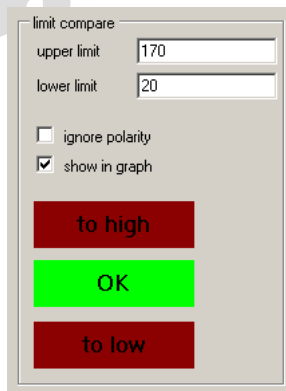 limit compare
upper limit 170
lower limit 20
ignore polarity
show in graph
to high
OK
to low